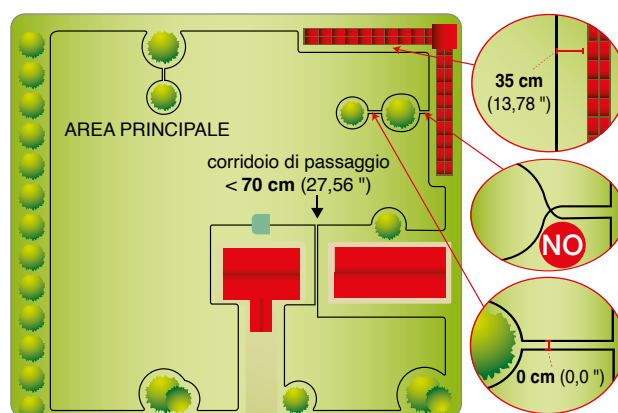 AREA PRINCIPALE
corridoio di passaggio
< 70 cm (27,56 ")
35 cm
(13,78 ")
NO
0 cm (0,0 ")